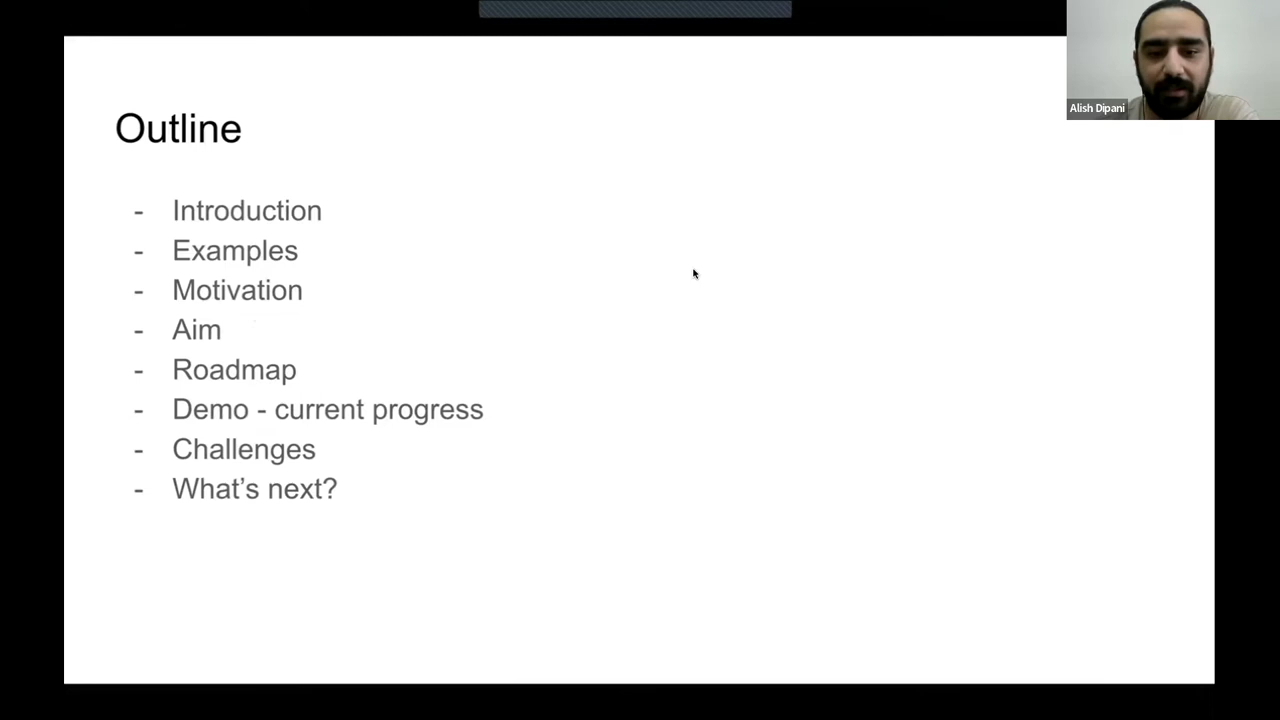 Alish Dipani
Outline
- Introduction
- Examples
- Motivation
- Aim
- Roadmap
- Demo - current progress
- Challenges
- What’s next?